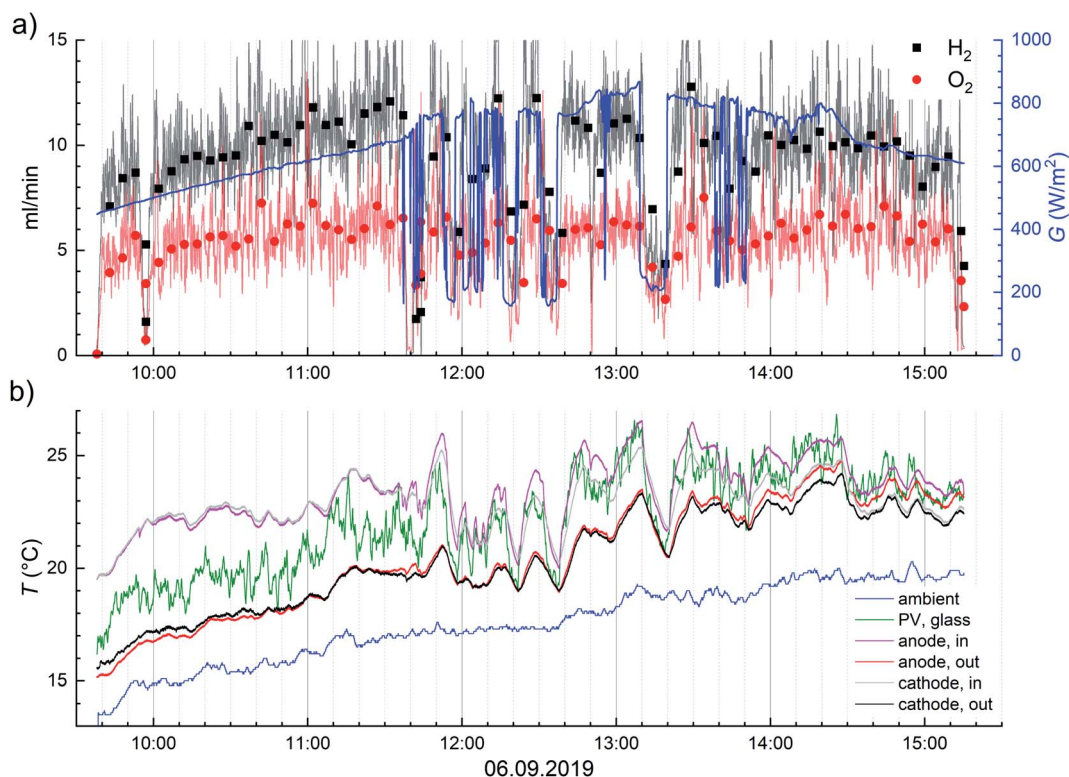 a)
15
10
5
0
ml/min
H2
O2
1000
800
600
400
200
0
G (W/m²)
10:00 11:00 12:00 13:00 14:00 15:00
b)
25
20
15
T (°C)
ambient
PV, glass
anode, in
anode, out
cathode, in
cathode, out
10:00 11:00 12:00 13:00 14:00 15:00
06.09.2019